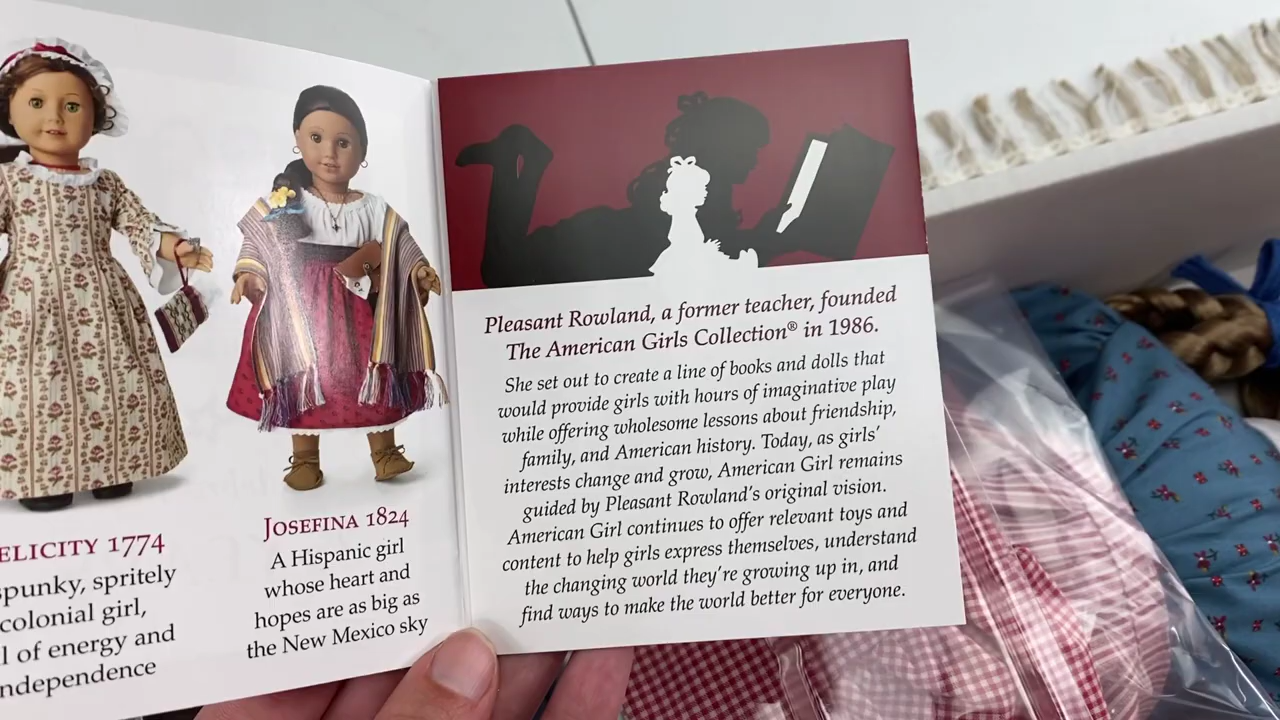 ELICITY 1774
spunky, spritely
colonial girl,
l of energy and
ndependence
JOSEFINA 1824
A Hispanic girl
whose heart and
hopes are as big as
the New Mexico sky
Pleasant Rowland, a former teacher, founded
The American Girls Collection® in 1986.
She set out to create a line of books and dolls that
would provide girls with hours of imaginative play
while offering wholesome lessons about friendship,
family, and American history. Today, as girls'
interests change and grow, American Girl remains
guided by Pleasant Rowland's original vision.
American Girl continues to offer relevant toys and
content to help girls express themselves, understand
the changing world they're growing up in, and
find ways to make the world better for everyone.